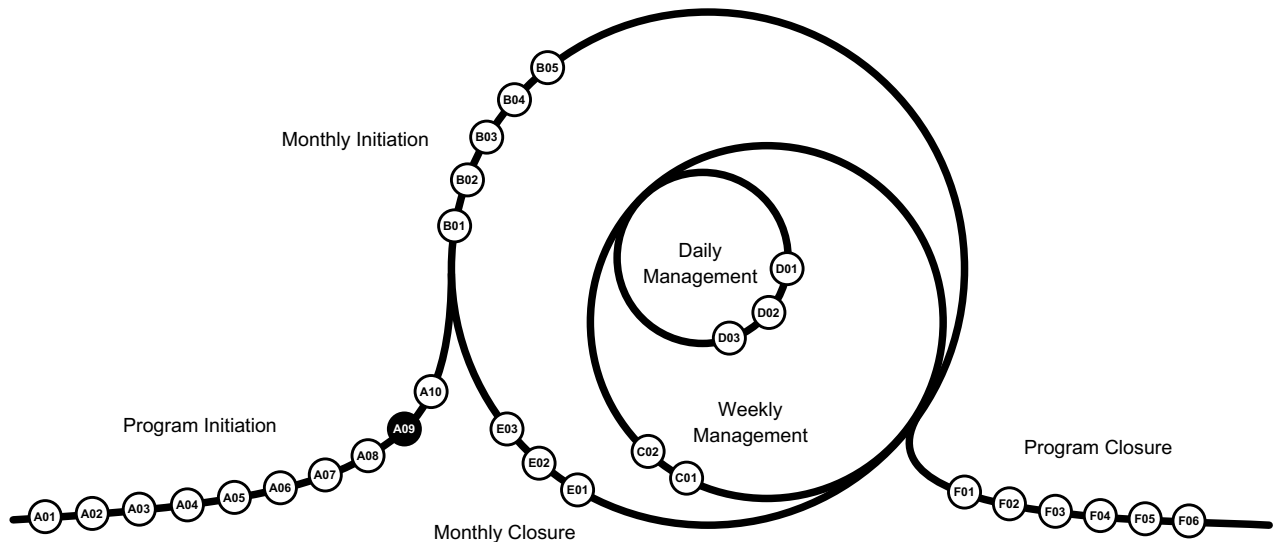 B05
B04
Monthly Initiation
B03
B02
B01
Daily
Management
D01
D02
D03
A10
Program Initiation
A09
A08
A07
A06
A05
A04
A03
A02
A01
Weekly
Management
C02
C01
E03
E02
E01
Monthly Closure
Program Closure
F01
F02
F03
F04
F05
F06